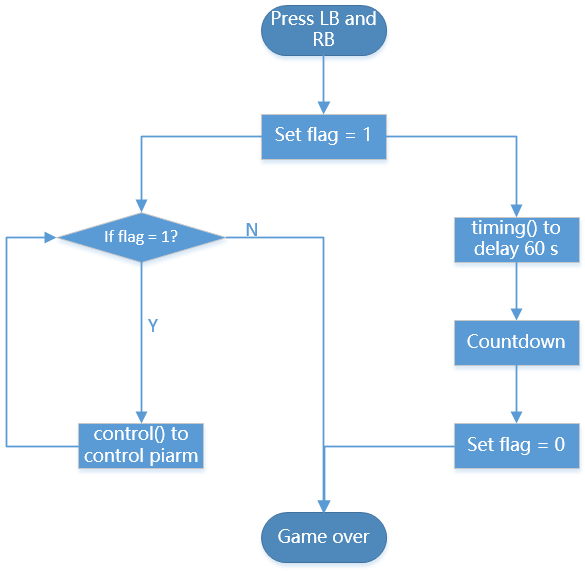 Press LB and
RB
Set flag = 1
If flag = 1?
N
timing() to
delay 60 s
Y
Countdown
control() to
control piarm
Set flag = 0
Game over